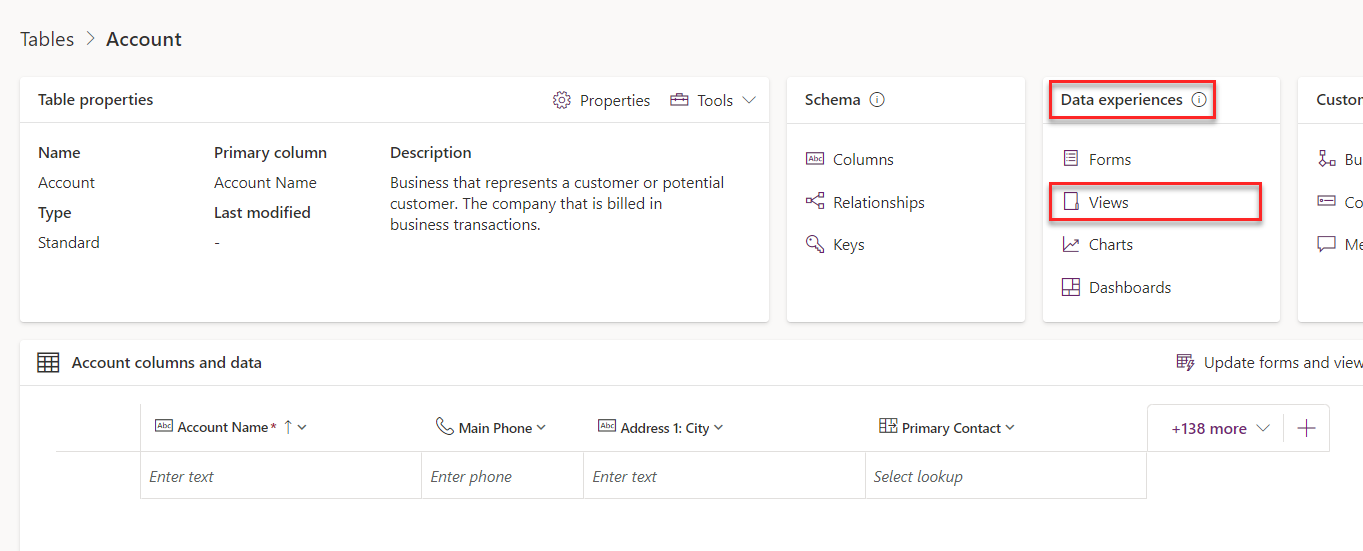 Tables > Account
Table properties
Properties
Tools
Name
Primary column
Description
Account
Account Name
Business that represents a customer or potential
customer. The company that is billed in
business transactions.
Type
Last modified
Standard
-
Schema
Columns
Relationships
Keys
Data experiences
Forms
Views
Charts
Dashboards
Custom
Bu
Co
Me
Account columns and data
Update forms and view
Abc Account Name*
Main Phone
Abc Address 1: City
Primary Contact
+138 more
Enter text
Enter phone
Enter text
Select lookup